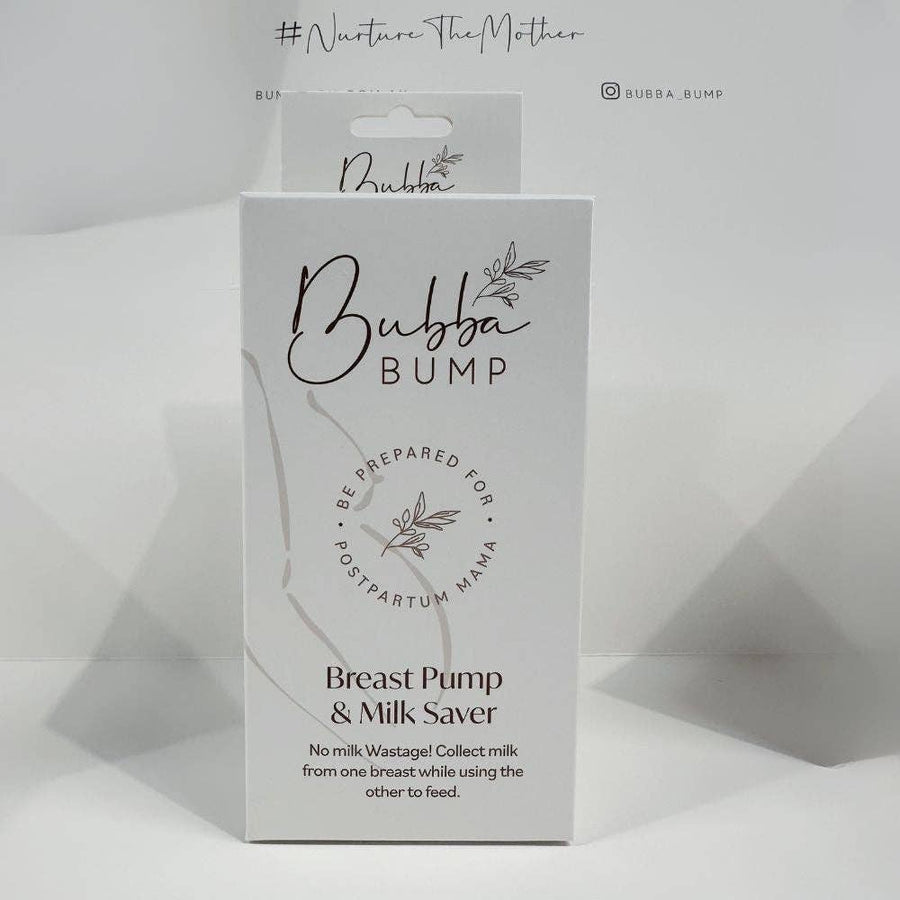 #NurtureTheMother
BUBBA_BUMP
Bubba
Bubba
BUMP
BE PREPARED FOR
• POSTPARTUM MAMA •
Breast Pump
& Milk Saver
No milk Wastage! Collect milk
from one breast while using the
other to feed.